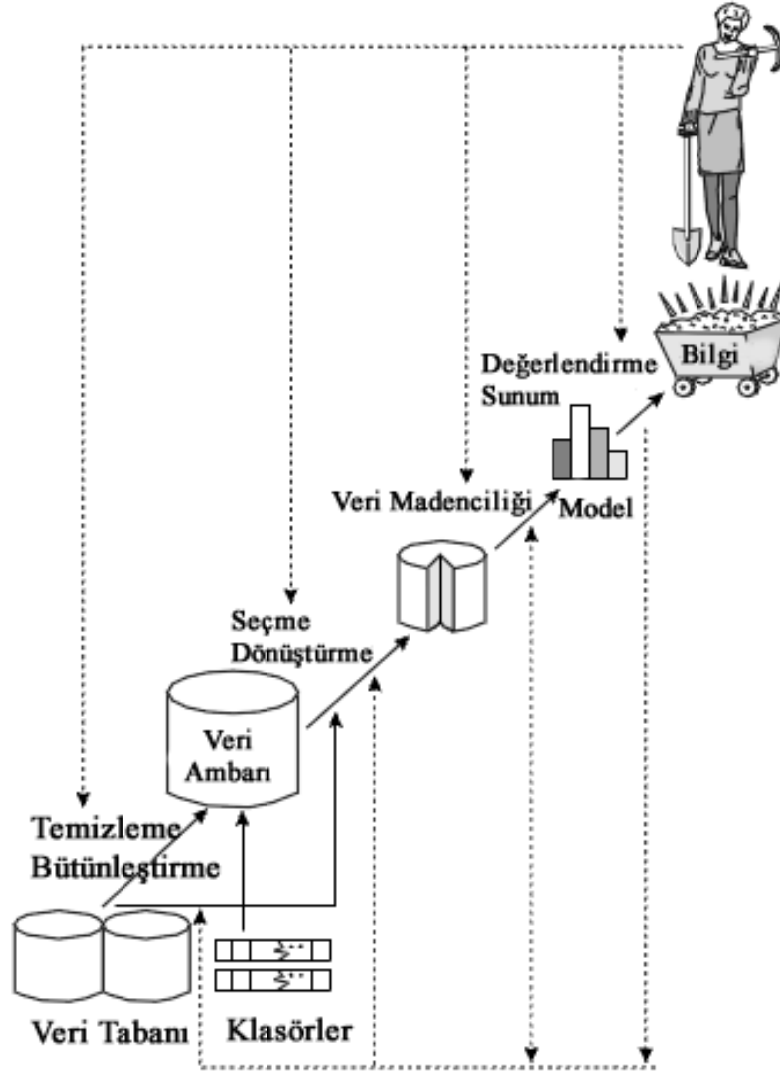 Bilgi
Değerlendirme
Sunum
Model
Veri Madenciliği
Seçme
Dönüştürme
Veri
Ambarı
Temizleme
Bütünleştirme
Veri Tabanı
Klasörler